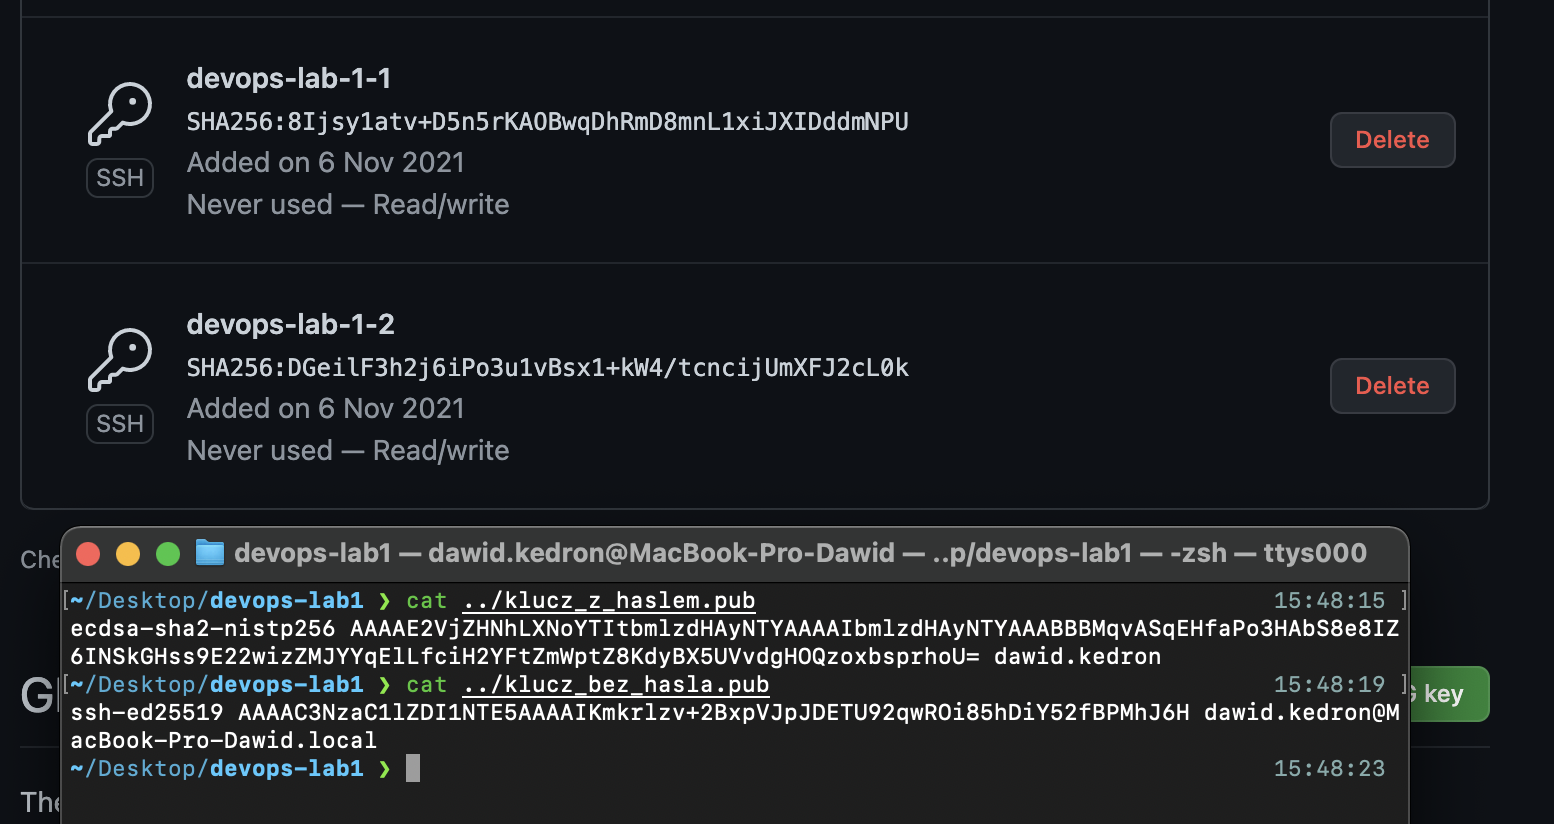 devops-lab-1-1
SHA256:8Ijsy1atv+D5n5rKAOBwqDhRmD8mnL1xiJXIDddmNPU
Added on 6 Nov 2021
SSH
Never used — Read/write
Delete
devops-lab-1-2
SHA256:DGeilF3h2j6iPo3u1vBsx1+kW4/tcncijUmXFJ2cL0k
Added on 6 Nov 2021
SSH
Never used — Read/write
Delete
Che
devops-lab1 — dawid.kedron@MacBook-Pro-Dawid — ..p/devops-lab1 — -zsh — ttys000
[~/Desktop/devops-lab1 ❯ cat ../klucz_z_haslem.pub 15:48:15 ]
ecdsa-sha2-nistp256 AAAAE2VjZHNhLXNoYTItbmlzdHAyNTYAAAAIbmlzdHAyNTYAAABBBMqvASqEHfaPo3HAbS8e8IZ
6INSkGHss9E22wizZMJYYqElLfciH2YFtZmWptZ8KdyBX5UVvdgHOQzoxbsprhoU= dawid.kedron
[~/Desktop/devops-lab1 ❯ cat ../klucz_bez_hasla.pub 15:48:19 ]
ssh-ed25519 AAAAC3NzaC1lZDI1NTE5AAAAIKmkrlzv+2BxpVJpJDETU92qwROi85hDiY52fBPMhJ6H dawid.kedron@M
acBook-Pro-Dawid.local
~/Desktop/devops-lab1 ❯ 15:48:23
G key
The